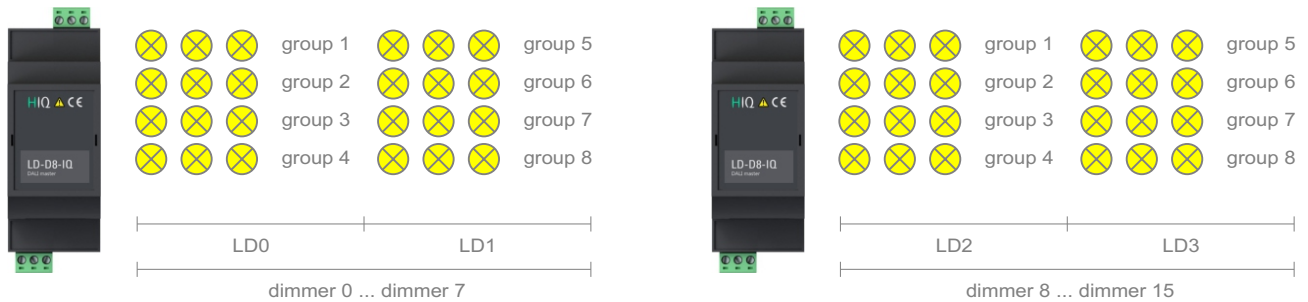 HIQ CE
LD-D8-IQ
DALI master
group 1
group 2
group 3
group 4
group 5
group 6
group 7
group 8
LD0
LD1
dimmer 0 ... dimmer 7
HIQ CE
LD-D8-IQ
DALI master
group 1
group 2
group 3
group 4
group 5
group 6
group 7
group 8
LD2
LD3
dimmer 8 ... dimmer 15